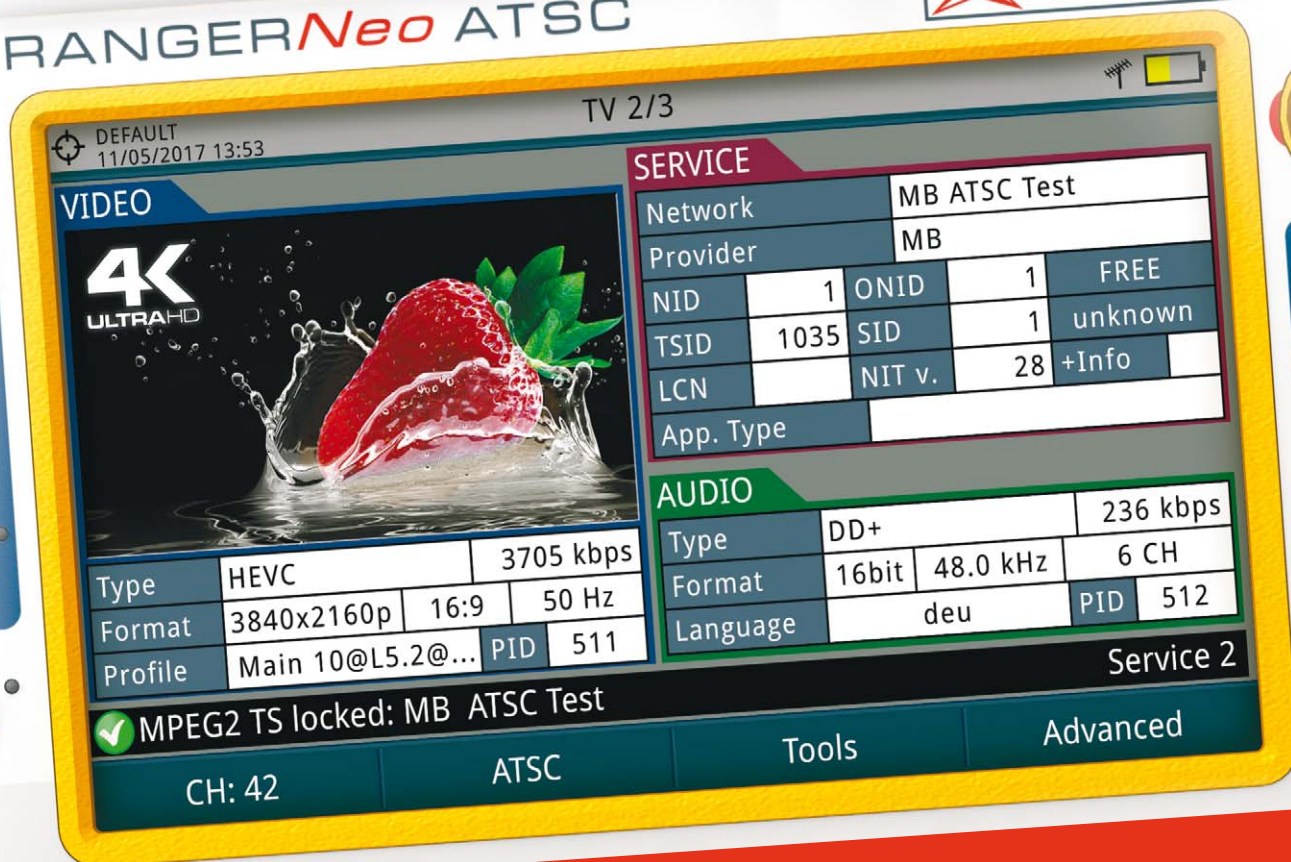 RANGERNeo ATSC
DEFAULT
11/05/2017 13:53
TV 2/3
VIDEO
4K
ULTRAHD
Type HEVC 3705 kbps
Format 3840x2160p 16:9 50 Hz
Profile Main 10@L5.2@... PID 511
SERVICE
Network MB ATSC Test
Provider MB
NID 1 ONID 1 FREE
TSID 1035 SID 1 unknown
LCN NIT v. 28 +Info
App. Type
AUDIO
Type DD+ 236 kbps
Format 16bit 48.0 kHz 6 CH
Language deu PID 512
MPEG2 TS locked: MB ATSC Test
Service 2
CH: 42 ATSC Tools Advanced